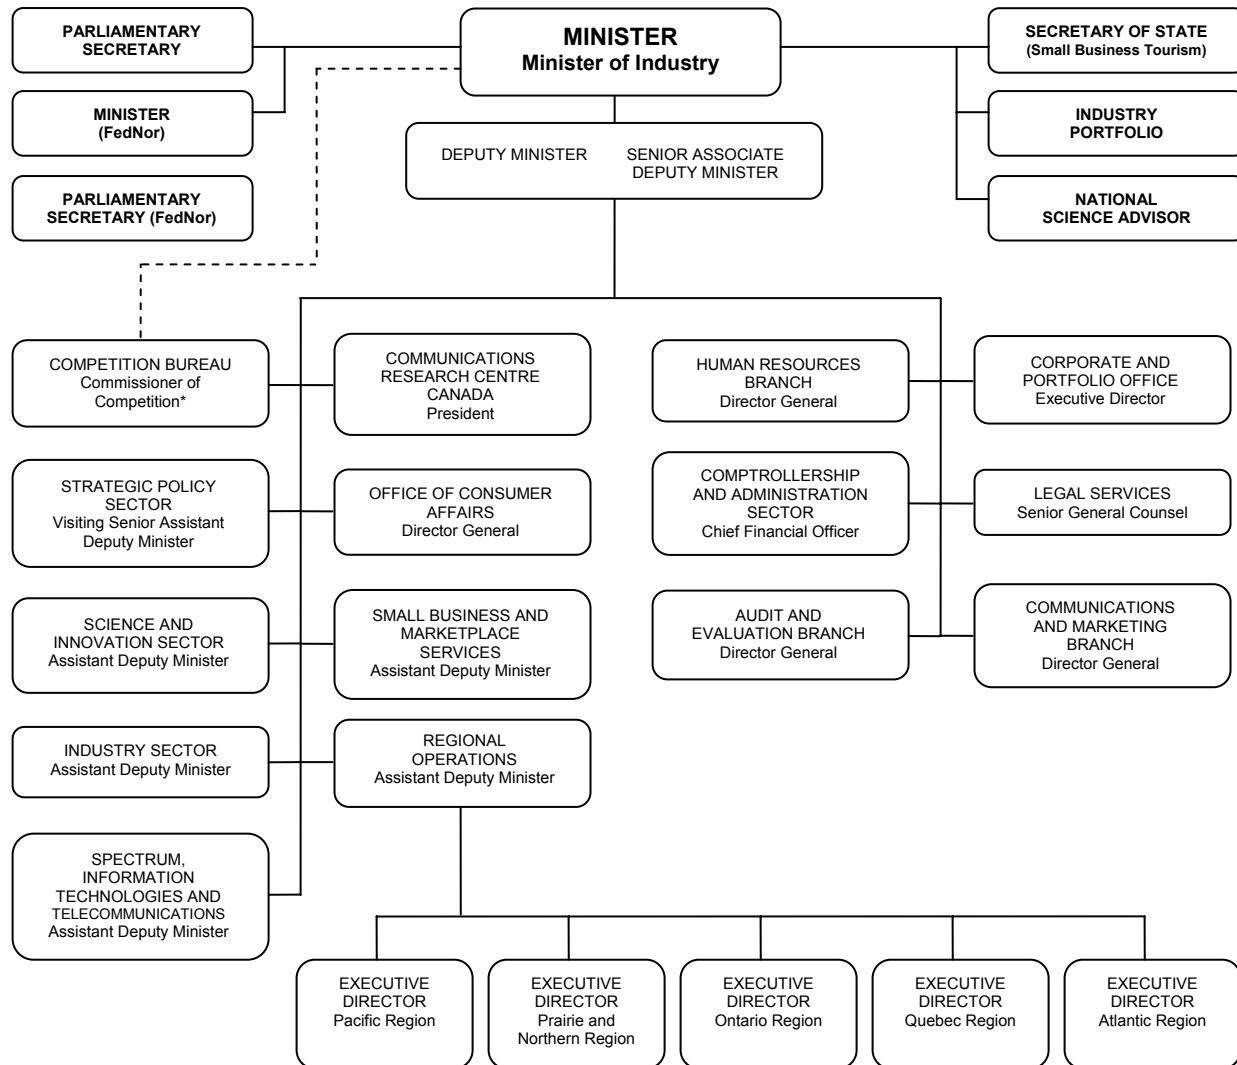 PARLIAMENTARY
SECRETARY
MINISTER
Minister of Industry
SECRETARY OF STATE
(Small Business Tourism)
MINISTER
(FedNor)
INDUSTRY
PORTFOLIO
DEPUTY MINISTER
SENIOR ASSOCIATE
DEPUTY MINISTER
PARLIAMENTARY
SECRETARY (FedNor)
NATIONAL
SCIENCE ADVISOR
COMPETITION BUREAU
Commissioner of
Competition*
COMMUNICATIONS
RESEARCH CENTRE
CANADA
President
HUMAN RESOURCES
BRANCH
Director General
CORPORATE AND
PORTFOLIO OFFICE
Executive Director
STRATEGIC POLICY
SECTOR
Visiting Senior Assistant
Deputy Minister
OFFICE OF CONSUMER
AFFAIRS
Director General
COMPTROLLERSHIP
AND ADMINISTRATION
SECTOR
Chief Financial Officer
LEGAL SERVICES
Senior General Counsel
SCIENCE AND
INNOVATION SECTOR
Assistant Deputy Minister
SMALL BUSINESS AND
MARKETPLACE
SERVICES
Assistant Deputy Minister
AUDIT AND
EVALUATION BRANCH
Director General
COMMUNICATIONS
AND MARKETING
BRANCH
Director General
INDUSTRY SECTOR
Assistant Deputy Minister
REGIONAL
OPERATIONS
Assistant Deputy Minister
SPECTRUM,
INFORMATION
TECHNOLOGIES AND
TELECOMMUNICATIONS
Assistant Deputy Minister
EXECUTIVE
DIRECTOR
Pacific Region
EXECUTIVE
DIRECTOR
Prairie and
Northern Region
EXECUTIVE
DIRECTOR
Ontario Region
EXECUTIVE
DIRECTOR
Quebec Region
EXECUTIVE
DIRECTOR
Atlantic Region